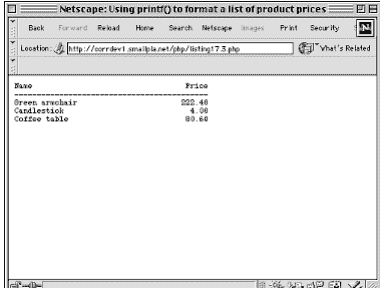 Netscape: Using printf() to format a list of product prices
Back Forward Reload Home Search Netscape Images Print Security
Location: http://corrdev1.smallpla.net/php/listing17.3.php What's Related
Name Price
Green armchair 222.40
Candlestick 4.00
Coffee table 80.60